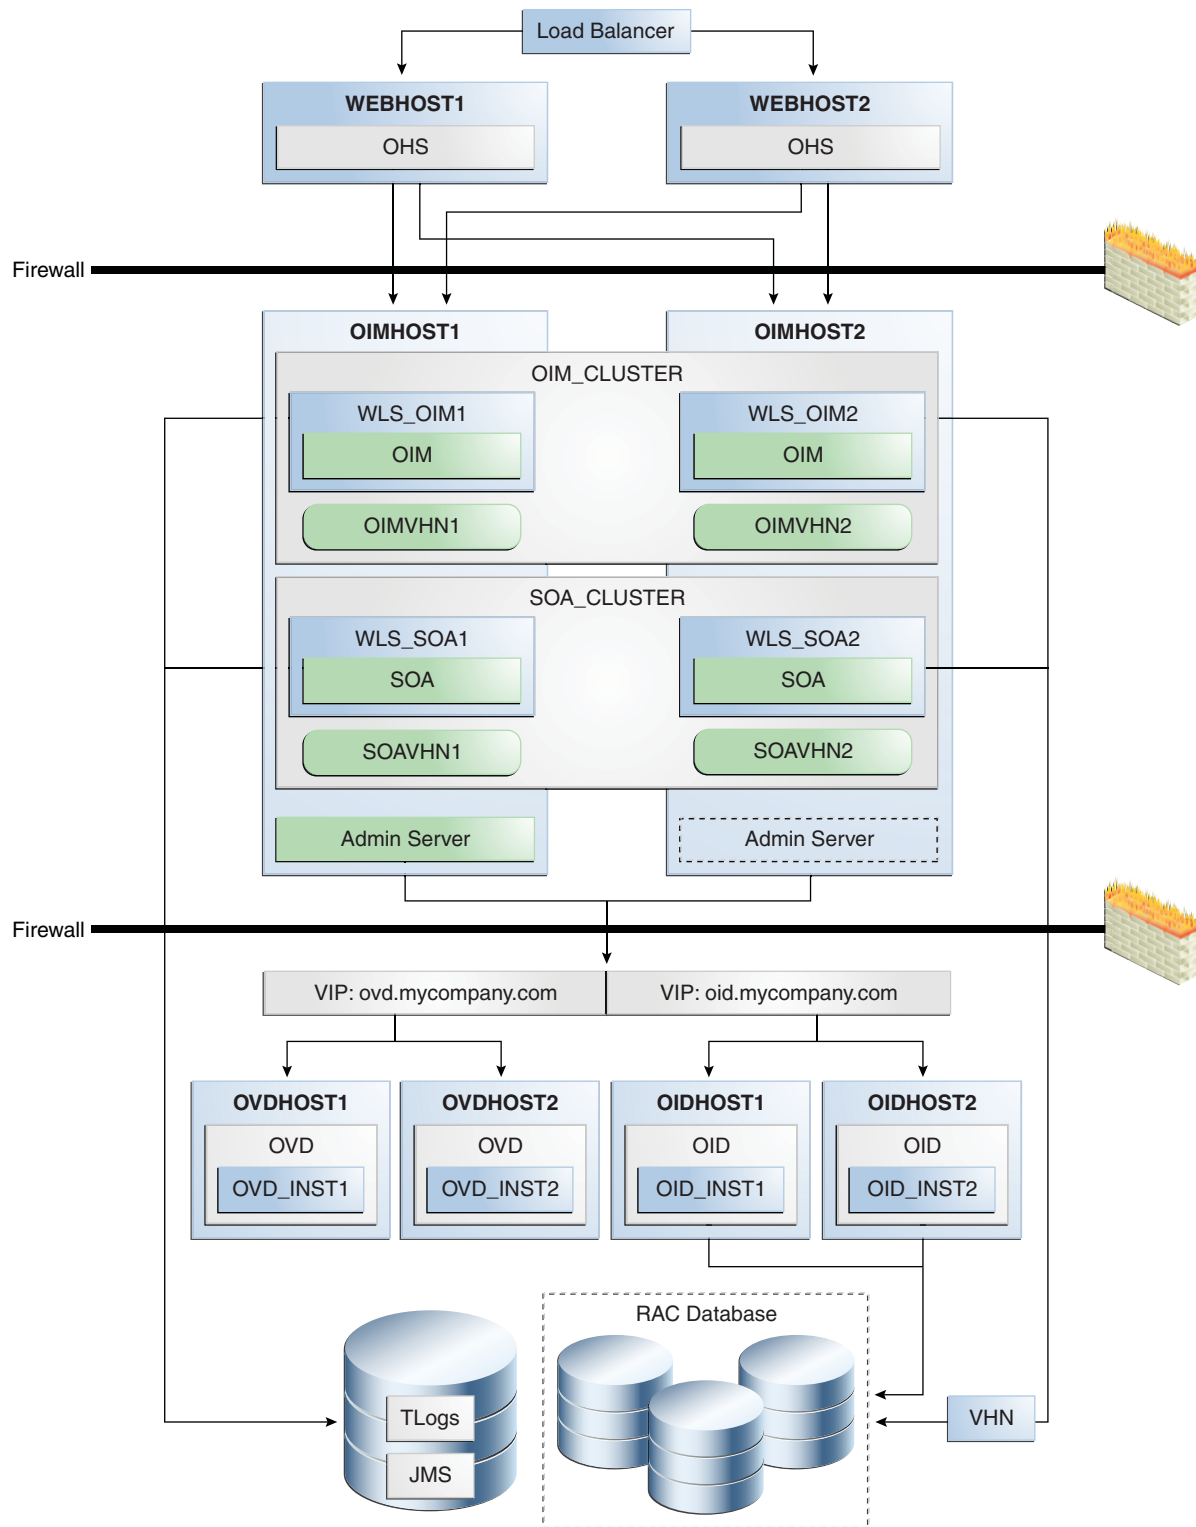 Load Balancer
WEBHOST1
WEBHOST2
OHS
OHS
Firewall
OIMHOST1
OIMHOST2
OIM_CLUSTER
WLS_OIM1
WLS_OIM2
OIM
OIM
OIMVHN1
OIMVHN2
SOA_CLUSTER
WLS_SOA1
WLS_SOA2
SOA
SOA
SOAVHN1
SOAVHN2
Admin Server
Admin Server
Firewall
VIP: ovd.mycompany.com
VIP: oid.mycompany.com
OVDHOST1
OVDHOST2
OIDHOST1
OIDHOST2
OVD
OVD
OID
OID
OVD_INST1
OVD_INST2
OID_INST1
OID_INST2
RAC Database
TLogs
VHN
JMS